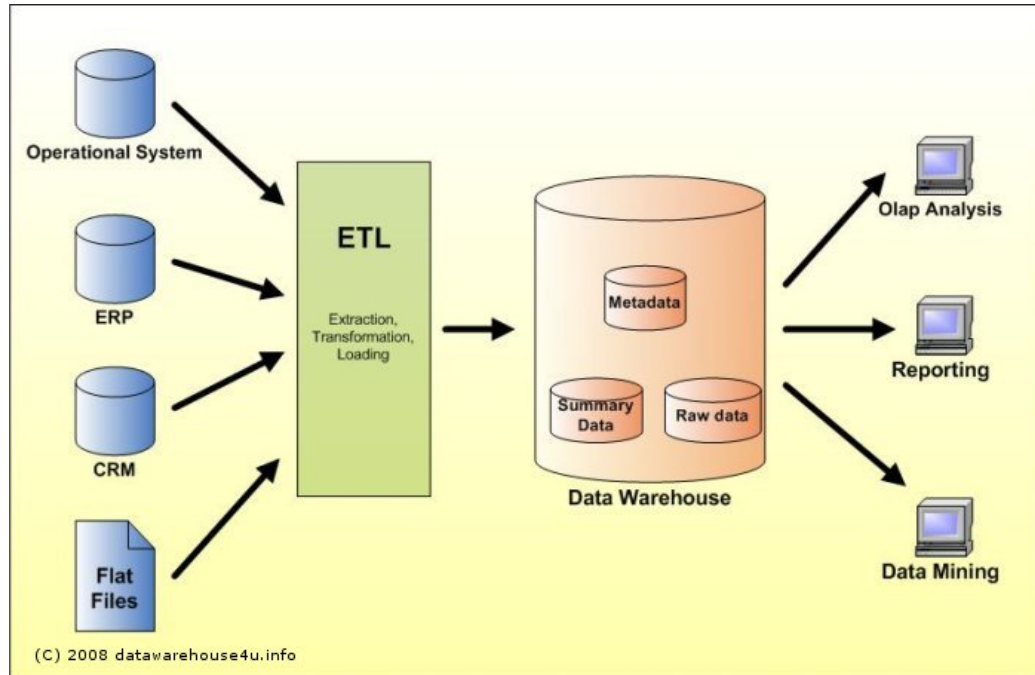 Operational System
ERP
CRM
Flat
Files
ETL
Extraction,
Transformation,
Loading
Metadata
Summary
Data
Raw data
Data Warehouse
Olap Analysis
Reporting
Data Mining
(C) 2008 datawarehouse4u.info